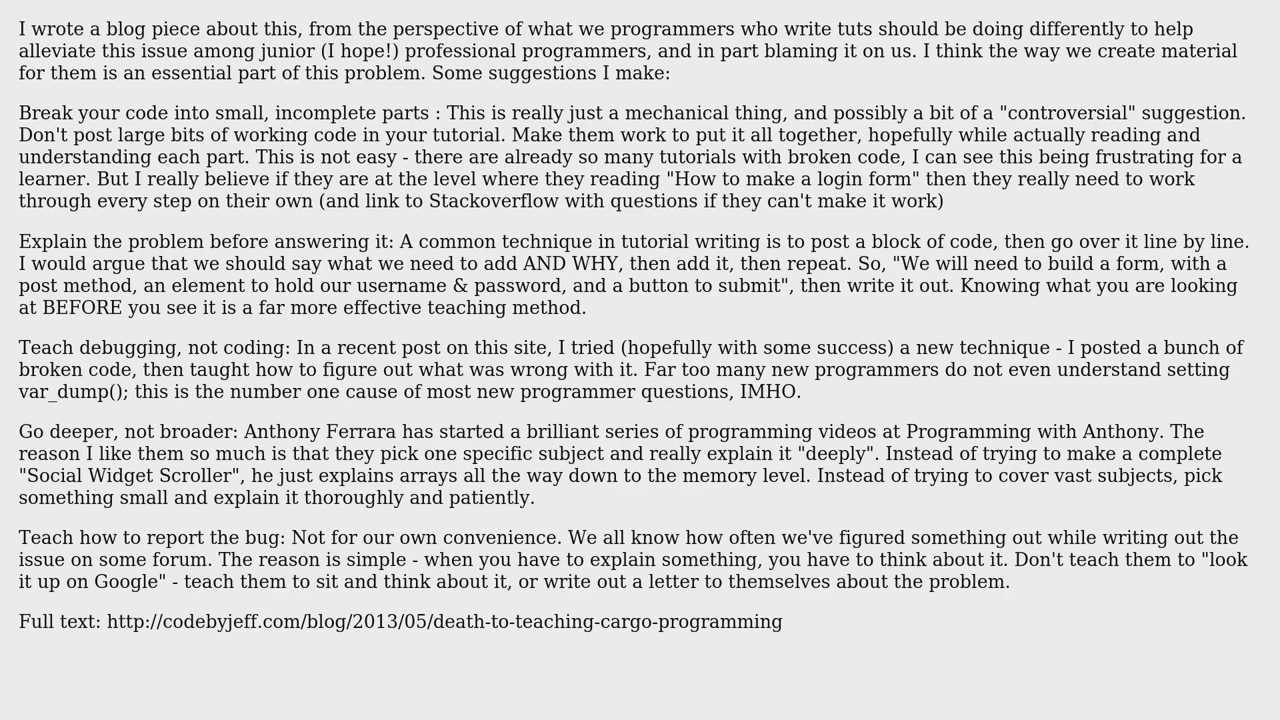 I wrote a blog piece about this, from the perspective of what we programmers who write tuts should be doing differently to help
alleviate this issue among junior (I hope!) professional programmers, and in part blaming it on us. I think the way we create material
for them is an essential part of this problem. Some suggestions I make:
Break your code into small, incomplete parts : This is really just a mechanical thing, and possibly a bit of a "controversial" suggestion.
Don't post large bits of working code in your tutorial. Make them work to put it all together, hopefully while actually reading and
understanding each part. This is not easy - there are already so many tutorials with broken code, I can see this being frustrating for a
learner. But I really believe if they are at the level where they reading "How to make a login form" then they really need to work
through every step on their own (and link to Stackoverflow with questions if they can't make it work)
Explain the problem before answering it: A common technique in tutorial writing is to post a block of code, then go over it line by line.
I would argue that we should say what we need to add AND WHY, then add it, then repeat. So, "We will need to build a form, with a
post method, an element to hold our username & password, and a button to submit", then write it out. Knowing what you are looking
at BEFORE you see it is a far more effective teaching method.
Teach debugging, not coding: In a recent post on this site, I tried (hopefully with some success) a new technique - I posted a bunch of
broken code, then taught how to figure out what was wrong with it. Far too many new programmers do not even understand setting
var_dump(); this is the number one cause of most new programmer questions, IMHO.
Go deeper, not broader: Anthony Ferrara has started a brilliant series of programming videos at Programming with Anthony. The
reason I like them so much is that they pick one specific subject and really explain it "deeply". Instead of trying to make a complete
"Social Widget Scroller", he just explains arrays all the way down to the memory level. Instead of trying to cover vast subjects, pick
something small and explain it thoroughly and patiently.
Teach how to report the bug: Not for our own convenience. We all know how often we've figured something out while writing out the
issue on some forum. The reason is simple - when you have to explain something, you have to think about it. Don't teach them to "look
it up on Google" - teach them to sit and think about it, or write out a letter to themselves about the problem.
Full text: http://codebyjeff.com/blog/2013/05/death-to-teaching-cargo-programming